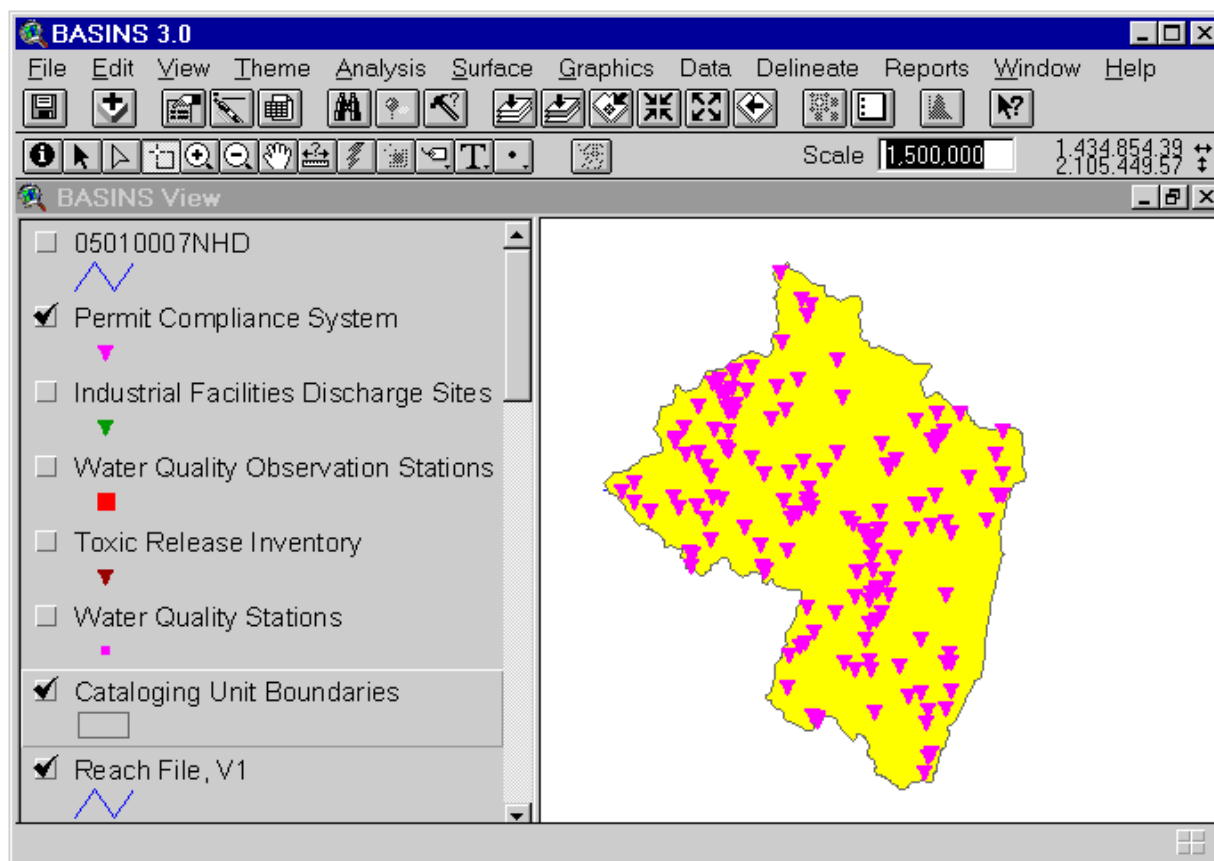 BASINS 3.0
File Edit View Theme Analysis Surface Graphics Data Delineate Reports Window Help
Scale 1,500,000 1,434,854.39
2,105,449.57
BASINS View
05010007NHD
Permit Compliance System
Industrial Facilities Discharge Sites
Water Quality Observation Stations
Toxic Release Inventory
Water Quality Stations
Cataloging Unit Boundaries
Reach File, V1